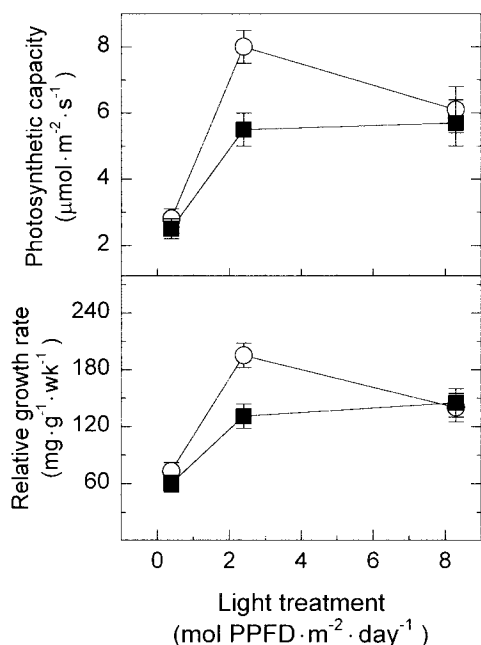 Photosynthetic capacity
(μmol·m⁻²·s⁻¹)
8
6
4
2
Relative growth rate
(mg·g⁻¹·wk⁻¹)
240
180
120
60
0 2 4 6 8
Light treatment
(mol PPFD·m⁻²·day⁻¹)